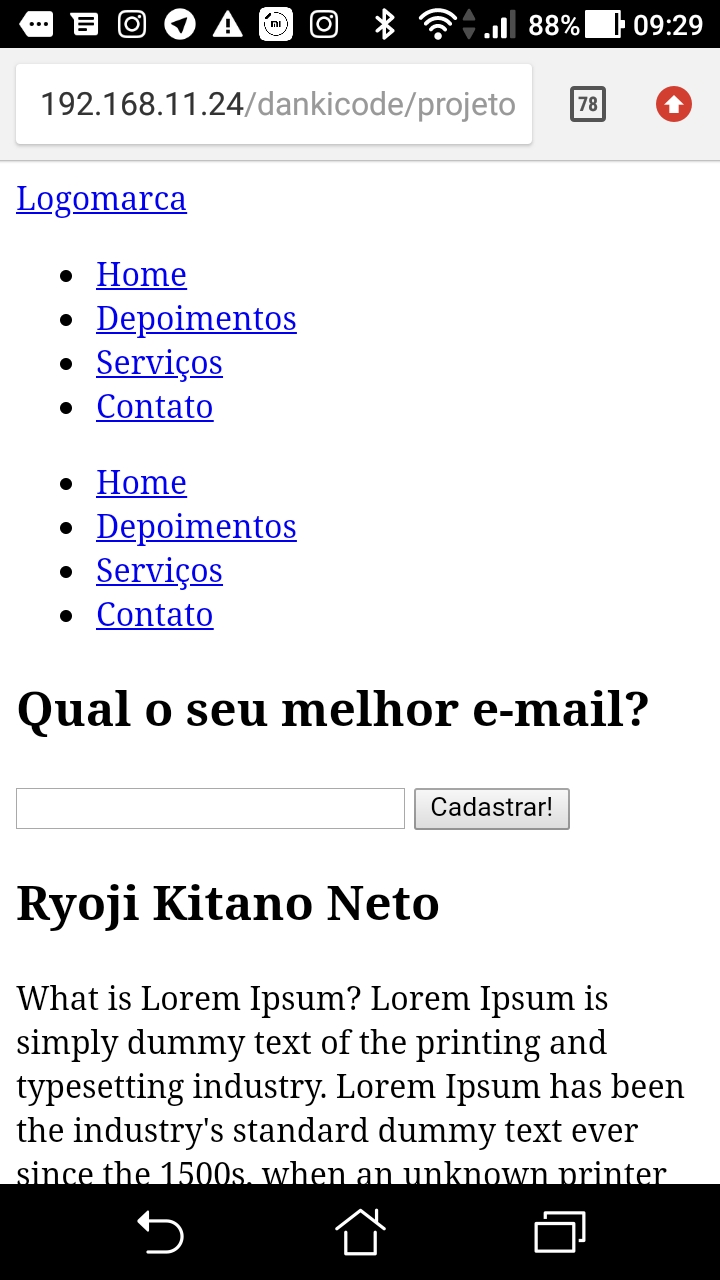 88% 09:29
192.168.11.24/dankicode/projeto
78
Logomarca
Home
Depoimentos
Serviços
Contato
Home
Depoimentos
Serviços
Contato
Qual o seu melhor e-mail?
Cadastrar!
Ryoji Kitano Neto
What is Lorem Ipsum? Lorem Ipsum is
simply dummy text of the printing and
typesetting industry. Lorem Ipsum has been
the industry's standard dummy text ever
since the 1500s, when an unknown printer